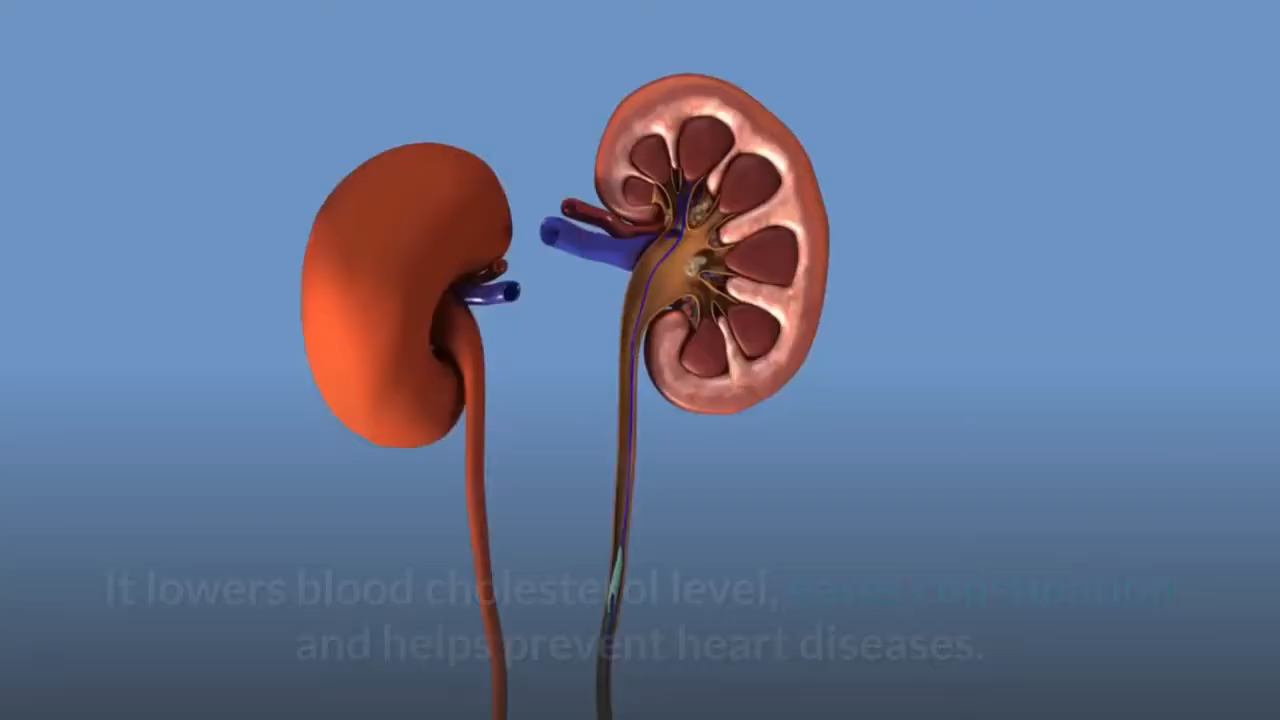 It lowers blood cholesterol level, eases constipation
and helps prevent heart diseases.